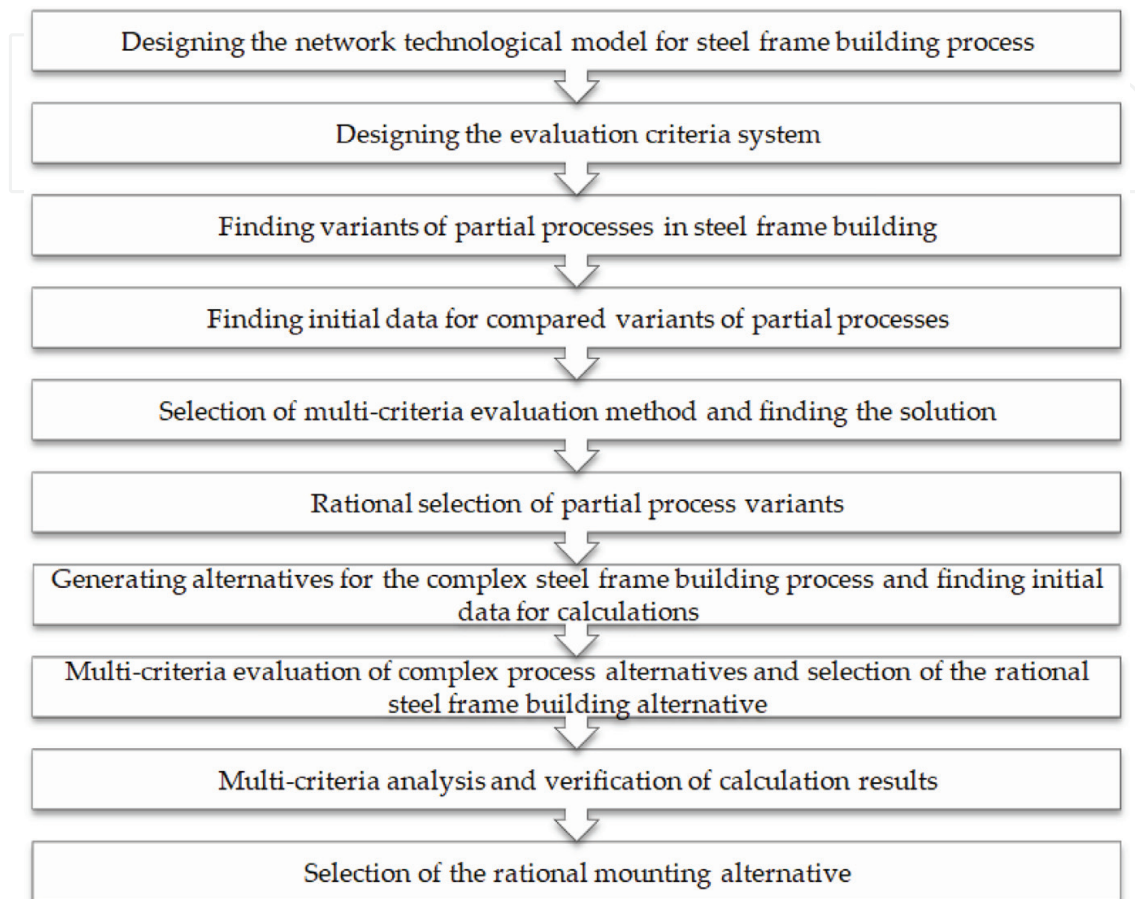 Designing the network technological model for steel frame building process
Designing the evaluation criteria system
Finding variants of partial processes in steel frame building
Finding initial data for compared variants of partial processes
Selection of multi-criteria evaluation method and finding the solution
Rational selection of partial process variants
Generating alternatives for the complex steel frame building process and finding initial
data for calculations
Multi-criteria evaluation of complex process alternatives and selection of the rational
steel frame building alternative
Multi-criteria analysis and verification of calculation results
Selection of the rational mounting alternative